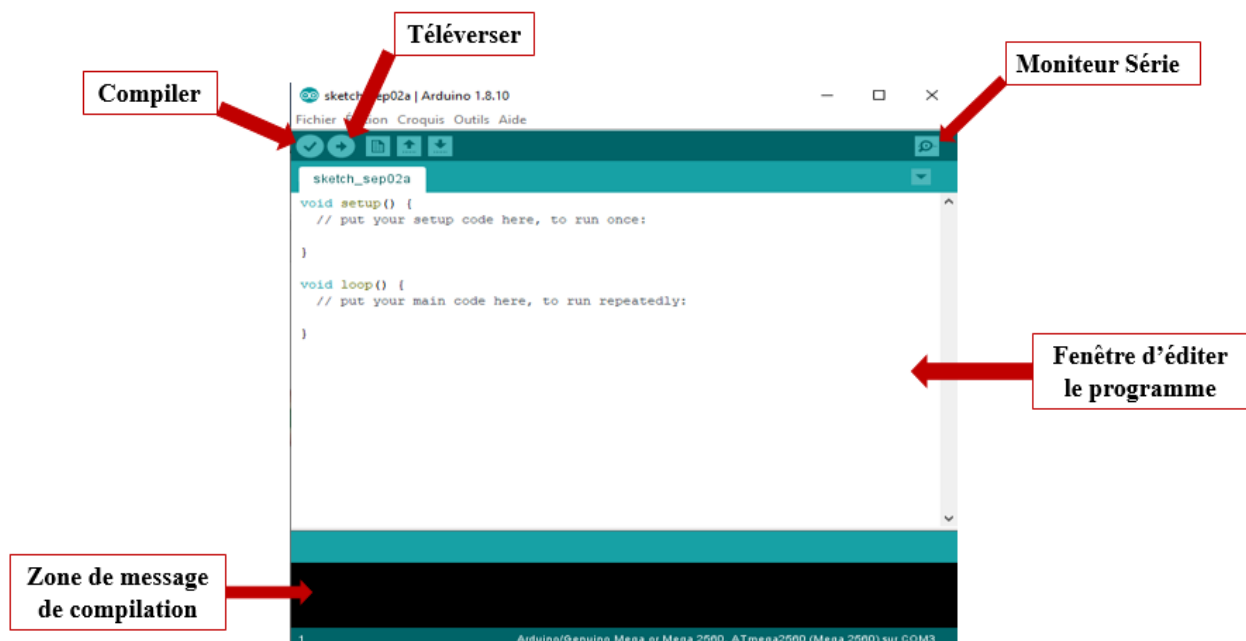 Téléverser
Compiler
Moniteur Série
sketch_sep02a | Arduino 1.8.10
Fichier Édition Croquis Outils Aide
sketch_sep02a
void setup() {
// put your setup code here, to run once:
}
void loop() {
// put your main code here, to run repeatedly:
}
Fenêtre d’éditer
le programme
Zone de message
de compilation
1
Arduino/Genuino Mega or Mega 2560, ATmega2560 (Mega 2560) sur COM3